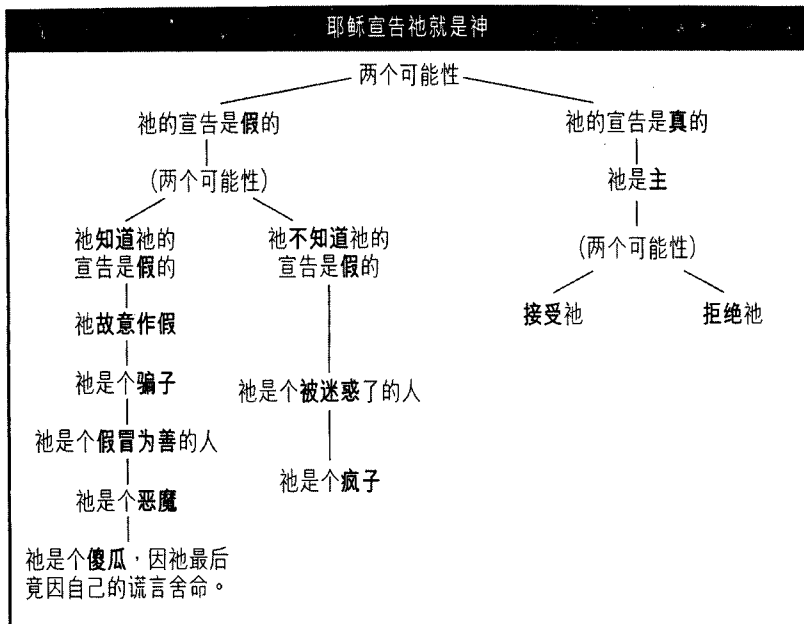 耶稣宣告祂就是神
两个可能性
祂的宣告是假的
祂的宣告是真的
(两个可能性)
祂是主
祂知道祂的
宣告是假的
祂不知道祂的
宣告是假的
(两个可能性)
接受祂
拒绝祂
祂故意作假
祂是个骗子
祂是个被迷惑了的人
祂是个假冒为善的人
祂是个疯子
祂是个恶魔
祂是个傻瓜，因祂最后
竟因自己的谎言舍命。